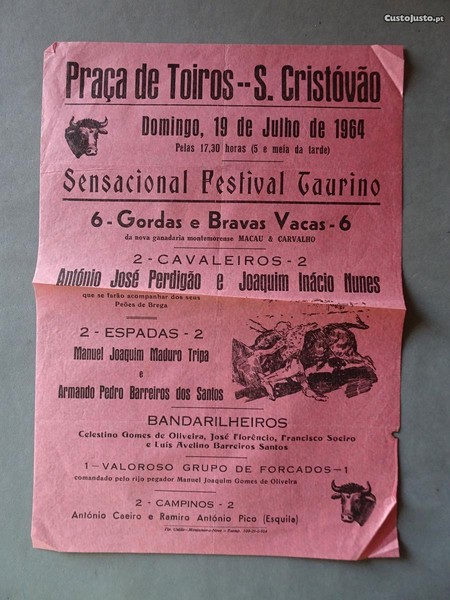 CustoJusto.pt
Praça de Toiros -- S. Cristóvão
Domingo, 19 de Julho de 1964
Pelas 17,30 horas (5 e meia da tarde)
Sensacional Festival Taurino
6 - Gordas e Bravas Vacas - 6
da nova ganadaria montemorense MACAU & CARVALHO
2 - CAVALEIROS - 2
António José Perdigão e Joaquim Inácio Nunes
que se farão acompanhar dos seus
Peões de Brega
2 - ESPADAS - 2
Manuel Joaquim Maduro Tripa
e
Armando Pedro Barreiros dos Santos
BANDARILHEIROS
Celestino Gomes de Oliveira, José Florêncio, Francisco Soeiro
e Luís Avelino Barreiros Santos
1 - VALOROSO GRUPO DE FORCADOS - 1
comandado pelo rijo pegador Manuel Joaquim Gomes de Oliveira
2 - CAMPINOS - 2
António Caeiro e Ramiro António Pico (Esquila)